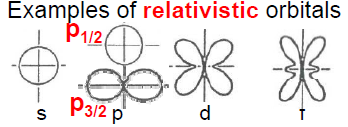 Examples of relativistic orbitals
p1/2
p3/2
s p d f